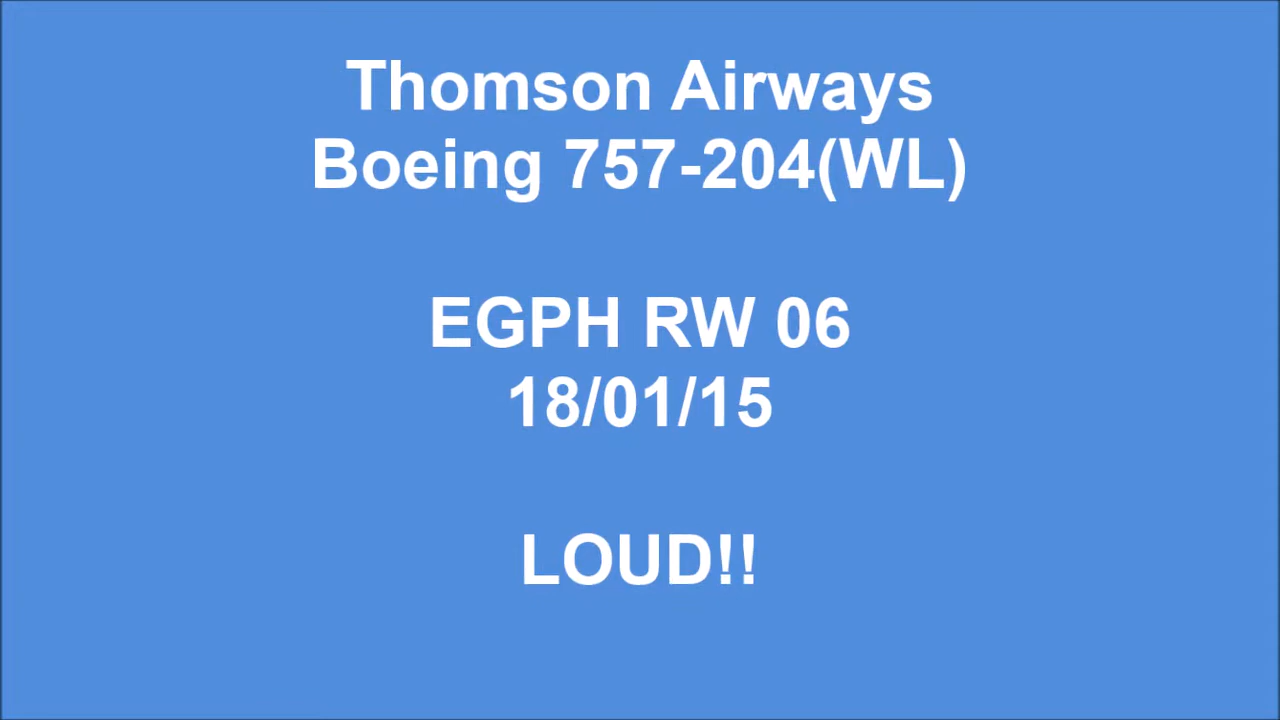 Thomson Airways
Boeing 757-204(WL)
EGPH RW 06
18/01/15
LOUD!!